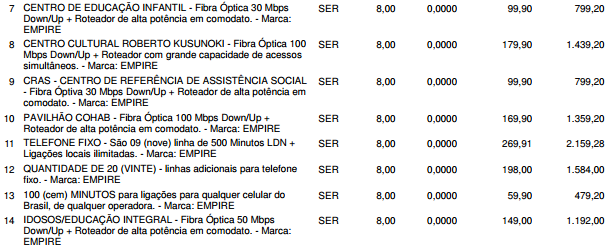 7 CENTRO DE EDUCAÇÃO INFANTIL - Fibra Óptica 30 Mbps SER 8,00 0,0000 99,90 799,20
Down/Up + Roteador de alta potência em comodato. - Marca:
EMPIRE
8 CENTRO CULTURAL ROBERTO KUSUNOKI - Fibra Óptica 100 SER 8,00 0,0000 179,90 1.439,20
Mbps Down/Up + Roteador com grande capacidade de acessos
simultâneos. - Marca: EMPIRE
9 CRAS - CENTRO DE REFERÊNCIA DE ASSISTÊNCIA SOCIAL SER 8,00 0,0000 99,90 799,20
- Fibra Óptiva 30 Mbps Down/Up + Roteador de alta potência em
comodato. - Marca: EMPIRE
10 PAVILHÃO COHAB - Fibra Óptica 100 Mbps Down/Up + SER 8,00 0,0000 169,90 1.359,20
Roteador de alta potência em comodato. - Marca: EMPIRE
11 TELEFONE FIXO - São 09 (nove) linha de 500 Minutos LDN + SER 8,00 0,0000 269,91 2.159,28
Ligações locais ilimitadas. - Marca: EMPIRE
12 QUANTIDADE DE 20 (VINTE) - linhas adicionais para telefone SER 8,00 0,0000 198,00 1.584,00
fixo. - Marca: EMPIRE
13 100 (cem) MINUTOS para ligações para qualquer celular do SER 8,00 0,0000 59,90 479,20
Brasil, de qualquer operadora. - Marca: EMPIRE
14 IDOSOS/EDUCAÇÃO INTEGRAL - Fibra Óptica 50 Mbps SER 8,00 0,0000 149,00 1.192,00
Down/Up + Roteador de alta potência em comodato. - Marca:
EMPIRE